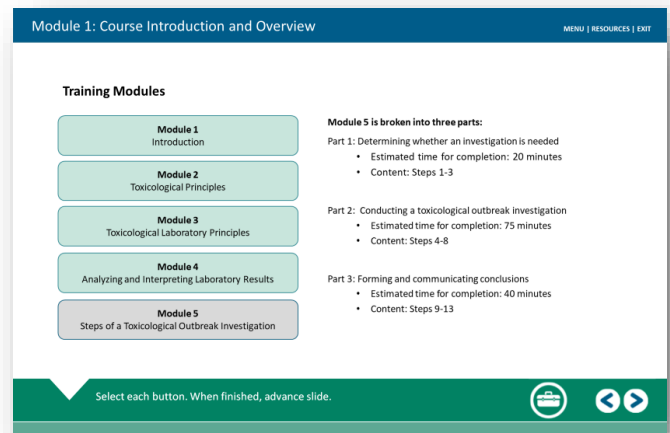 Module 1: Course Introduction and Overview
MENU | RESOURCES | EXIT
Training Modules
Module 1
Introduction
Module 2
Toxicological Principles
Module 3
Toxicological Laboratory Principles
Module 4
Analyzing and Interpreting Laboratory Results
Module 5
Steps of a Toxicological Outbreak Investigation
Module 5 is broken into three parts:
Part 1: Determining whether an investigation is needed
• Estimated time for completion: 20 minutes
• Content: Steps 1-3
Part 2: Conducting a toxicological outbreak investigation
• Estimated time for completion: 75 minutes
• Content: Steps 4-8
Part 3: Forming and communicating conclusions
• Estimated time for completion: 40 minutes
• Content: Steps 9-13
Select each button. When finished, advance slide.